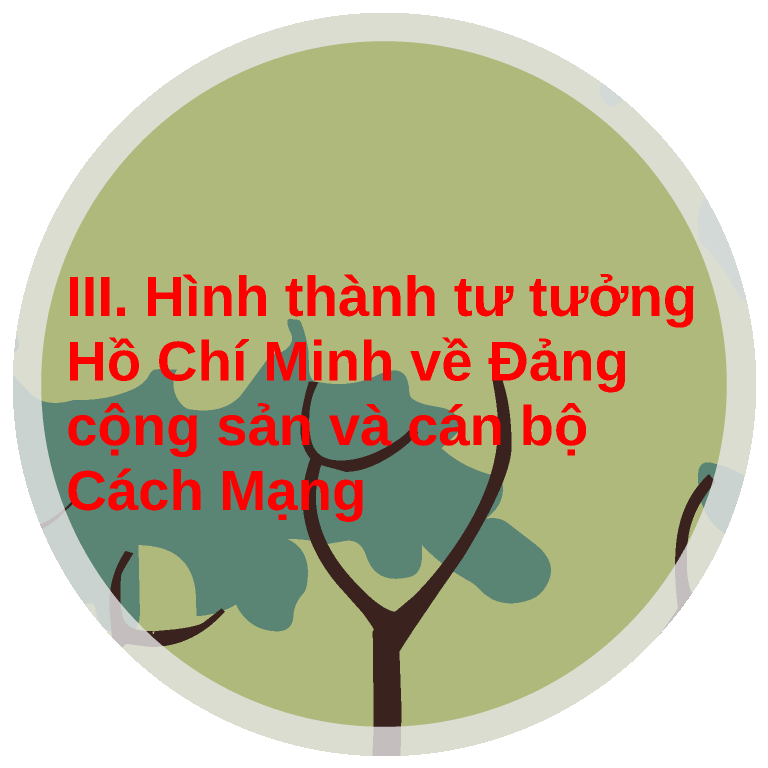 III. Hình thành tư tưởng
Hồ Chí Minh về Đảng
cộng sản và cán bộ
Cách Mạng